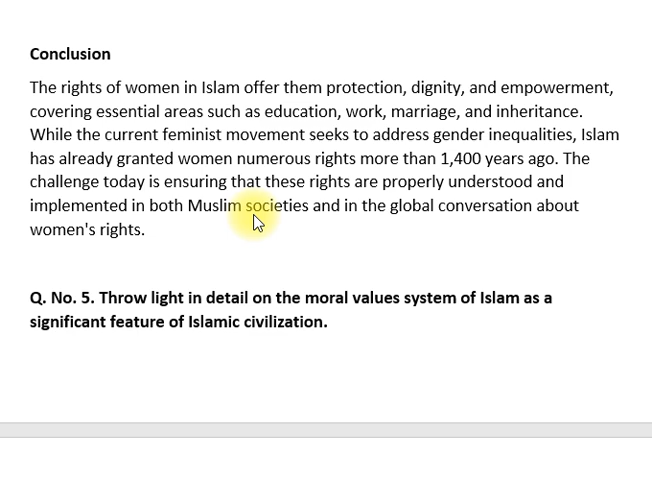 Conclusion
The rights of women in Islam offer them protection, dignity, and empowerment,
covering essential areas such as education, work, marriage, and inheritance.
While the current feminist movement seeks to address gender inequalities, Islam
has already granted women numerous rights more than 1,400 years ago. The
challenge today is ensuring that these rights are properly understood and
implemented in both Muslim societies and in the global conversation about
women's rights.
Q. No. 5. Throw light in detail on the moral values system of Islam as a
significant feature of Islamic civilization.